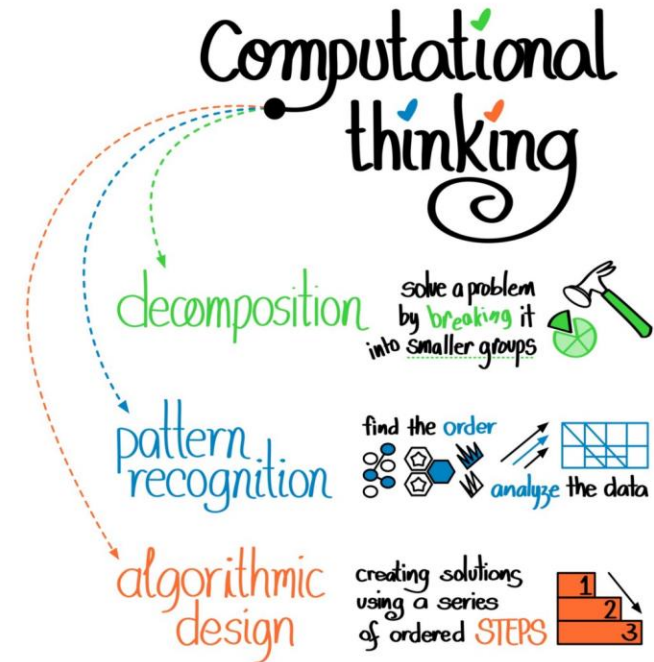 Computational
thinking
decomposition
solve a problem
by breaking it
into smaller groups
pattern
recognition
find the order
analyze the data
algorithmic
design
creating solutions
using a series
of ordered STEPS
1
2
3